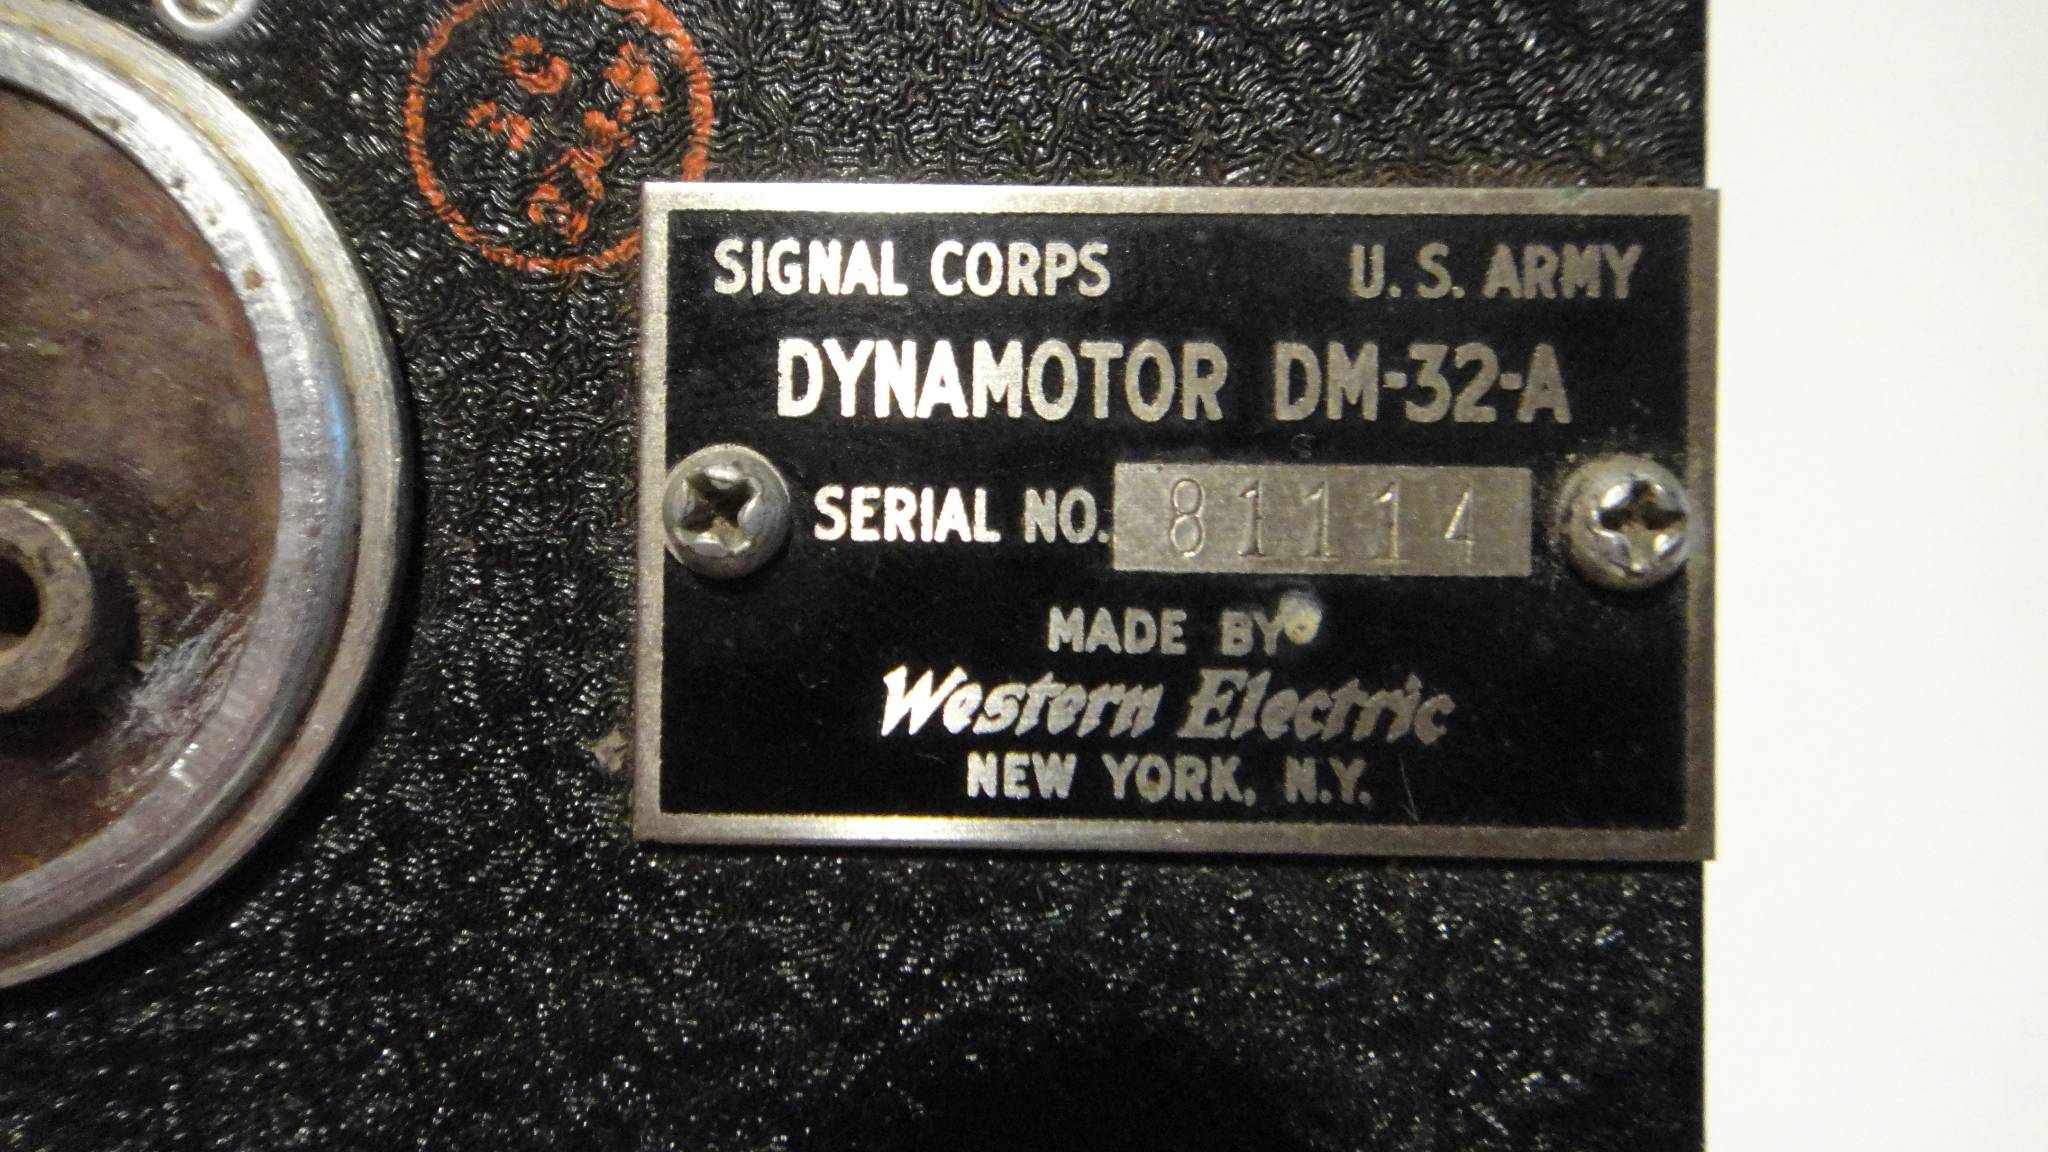 SIGNAL CORPS U. S. ARMY
DYNAMOTOR DM-32-A
S
SERIAL NO. 81114
MADE BY
Western Electric
NEW YORK, N.Y.